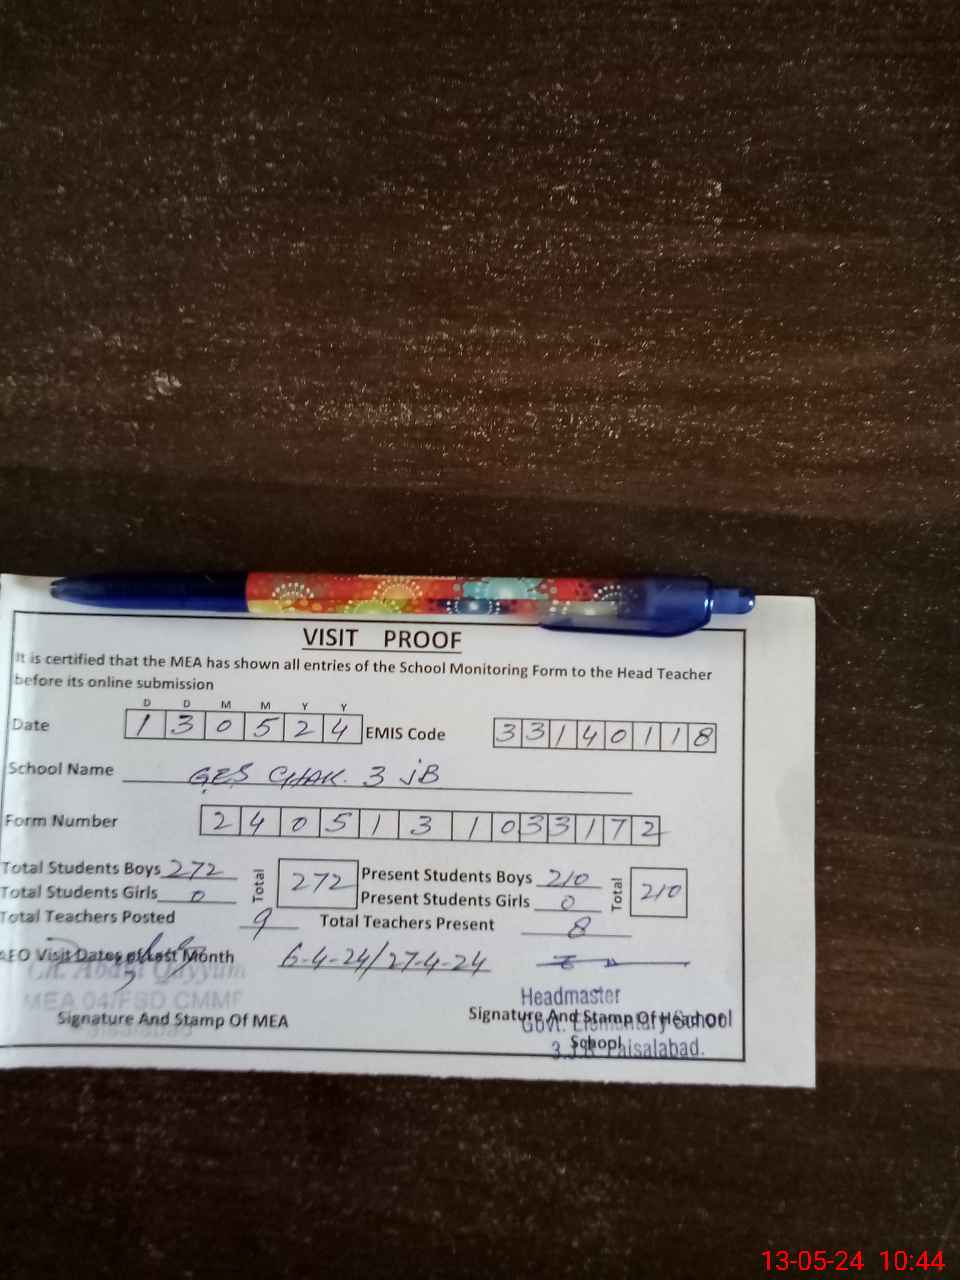 VISIT PROOF
It is certified that the MEA has shown all entries of the School Monitoring Form to the Head Teacher
before its online submission
D D M M Y Y
Date 1 3 0 5 2 4 EMIS Code 3 3 1 4 0 1 1 8
School Name GES CHAK. 3 JB
Form Number 2 4 0 5 1 3 1 0 3 3 1 7 2
Total Students Boys 272 Total 272 Present Students Boys 210 Total 210
Total Students Girls 0 Present Students Girls 0
Total Teachers Posted 9 Total Teachers Present 8
AEO Visit Dates of Last Month 6-4-24/27-4-24
Ch. Abdul Qayyum
MEA 04/FSD CMMF
Signature And Stamp Of MEA
Headmaster
Signature And Stamp Of Head of
Govt. Elementary School
School
3 J.B Faisalabad.
13-05-24 10:44